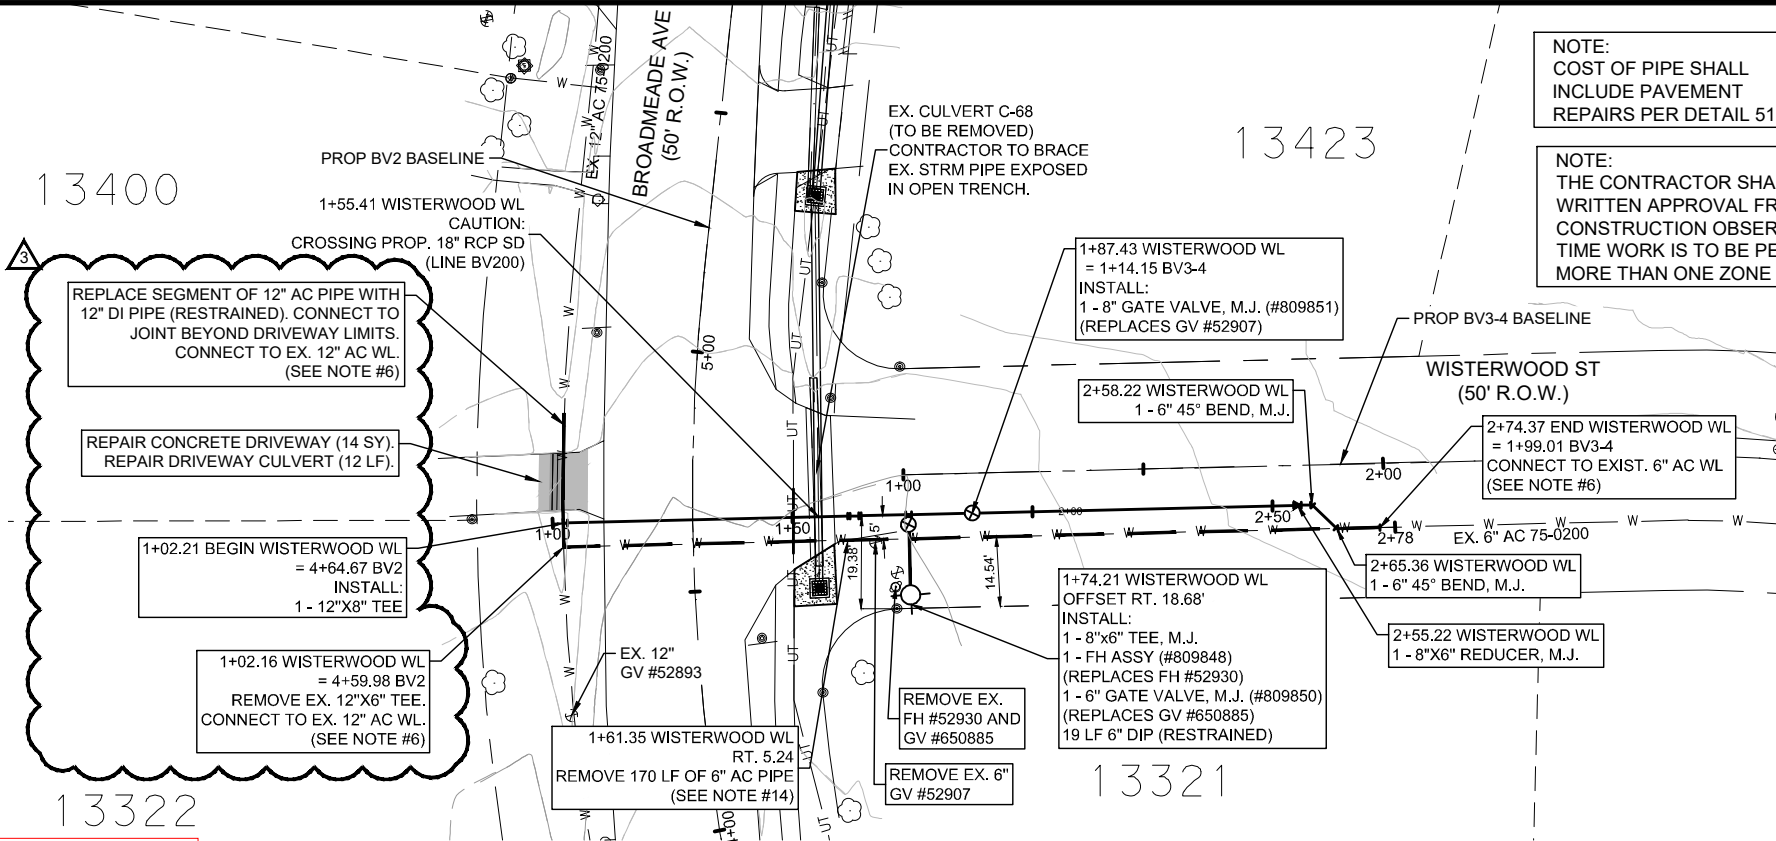 NOTE:
COST OF PIPE SHALL
INCLUDE PAVEMENT
REPAIRS PER DETAIL 51
NOTE:
THE CONTRACTOR SHA
WRITTEN APPROVAL FR
CONSTRUCTION OBSER
TIME WORK IS TO BE PE
MORE THAN ONE ZONE
BROADMEADE AVE
(50' R.O.W.)
EX. 12" AC 75-0200
EX. CULVERT C-68
(TO BE REMOVED)
CONTRACTOR TO BRACE
EX. STRM PIPE EXPOSED
IN OPEN TRENCH.
13423
13400
PROP BV2 BASELINE
1+55.41 WISTERWOOD WL
CAUTION:
CROSSING PROP. 18" RCP SD
(LINE BV200)
3
REPLACE SEGMENT OF 12" AC PIPE WITH
12" DI PIPE (RESTRAINED). CONNECT TO
JOINT BEYOND DRIVEWAY LIMITS.
CONNECT TO EX. 12" AC WL.
(SEE NOTE #6)
REPAIR CONCRETE DRIVEWAY (14 SY).
REPAIR DRIVEWAY CULVERT (12 LF).
1+02.21 BEGIN WISTERWOOD WL
= 4+64.67 BV2
INSTALL:
1 - 12"X8" TEE
1+02.16 WISTERWOOD WL
= 4+59.98 BV2
REMOVE EX. 12"X6" TEE.
CONNECT TO EX. 12" AC WL.
(SEE NOTE #6)
13322
5+00
1+87.43 WISTERWOOD WL
= 1+14.15 BV3-4
INSTALL:
1 - 8" GATE VALVE, M.J. (#809851)
(REPLACES GV #52907)
PROP BV3-4 BASELINE
WISTERWOOD ST
(50' R.O.W.)
2+58.22 WISTERWOOD WL
1 - 6" 45° BEND, M.J.
2+74.37 END WISTERWOOD WL
= 1+99.01 BV3-4
CONNECT TO EXIST. 6" AC WL
(SEE NOTE #6)
1+00
2+00
1+00
1+50
2+00
2+50
2+78
EX. 6" AC 75-0200
19.38'
14.54'
2+65.36 WISTERWOOD WL
1 - 6" 45° BEND, M.J.
2+55.22 WISTERWOOD WL
1 - 8"X6" REDUCER, M.J.
1+74.21 WISTERWOOD WL
OFFSET RT. 18.68'
INSTALL:
1 - 8"x6" TEE, M.J.
1 - FH ASSY (#809848)
(REPLACES FH #52930)
1 - 6" GATE VALVE, M.J. (#809850)
(REPLACES GV #650885)
19 LF 6" DIP (RESTRAINED)
EX. 12"
GV #52893
REMOVE EX.
FH #52930 AND
GV #650885
1+61.35 WISTERWOOD WL
RT. 5.24
REMOVE 170 LF OF 6" AC PIPE
(SEE NOTE #14)
REMOVE EX. 6"
GV #52907
13321